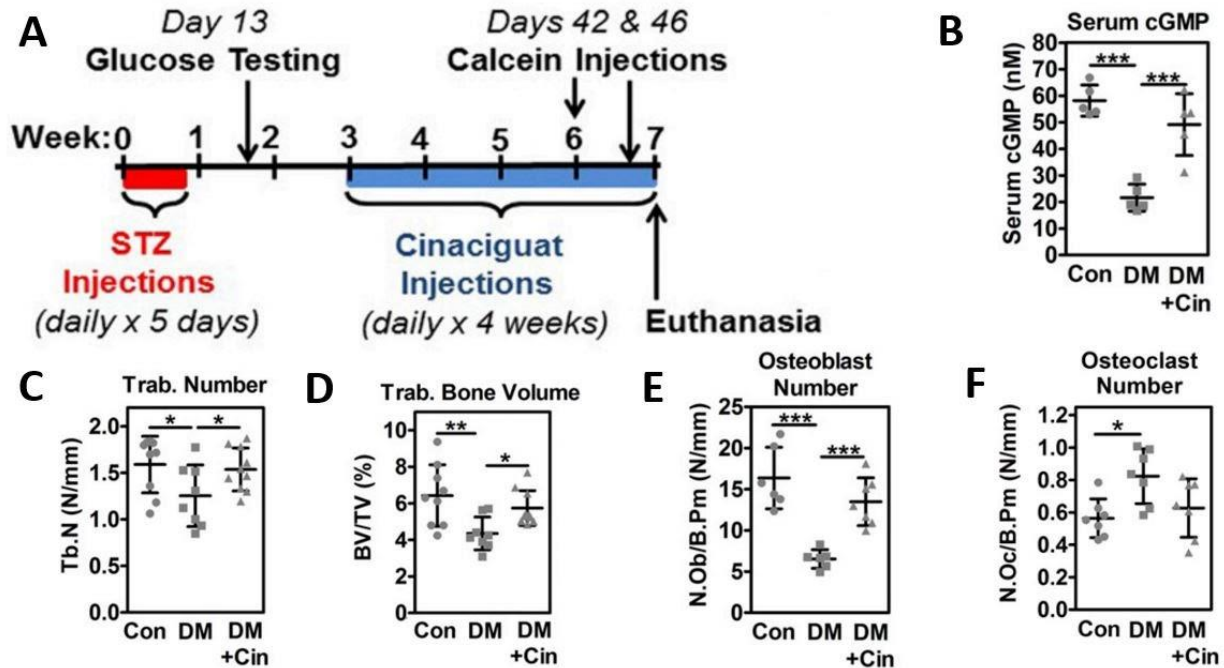 A
Day 13
Glucose Testing
Days 42 & 46
Calcein Injections
Week: 0 1 2 3 4 5 6 7
STZ
Injections
(daily x 5 days)
Cinaciguat
Injections
(daily x 4 weeks)
Euthanasia
B
Serum cGMP
Serum cGMP (nM)
80
70
60
50
40
30
20
10
0
*** ***
Con DM DM
+Cin
C
Trab. Number
Tb.N (N/mm)
2.0
1.5
1.0
0.5
0.0
* *
Con DM DM
+Cin
D
Trab. Bone Volume
BV/TV (%)
10
8
6
4
2
0
**
*
Con DM DM
+Cin
E
Osteoblast
Number
N.Ob/B.Pm (N/mm)
25
20
15
10
5
0
***
***
Con DM DM
+Cin
F
Osteoclast
Number
N.Oc/B.Pm (N/mm)
1.2
1.0
0.8
0.6
0.4
0.2
0.0
*
Con DM DM
+Cin